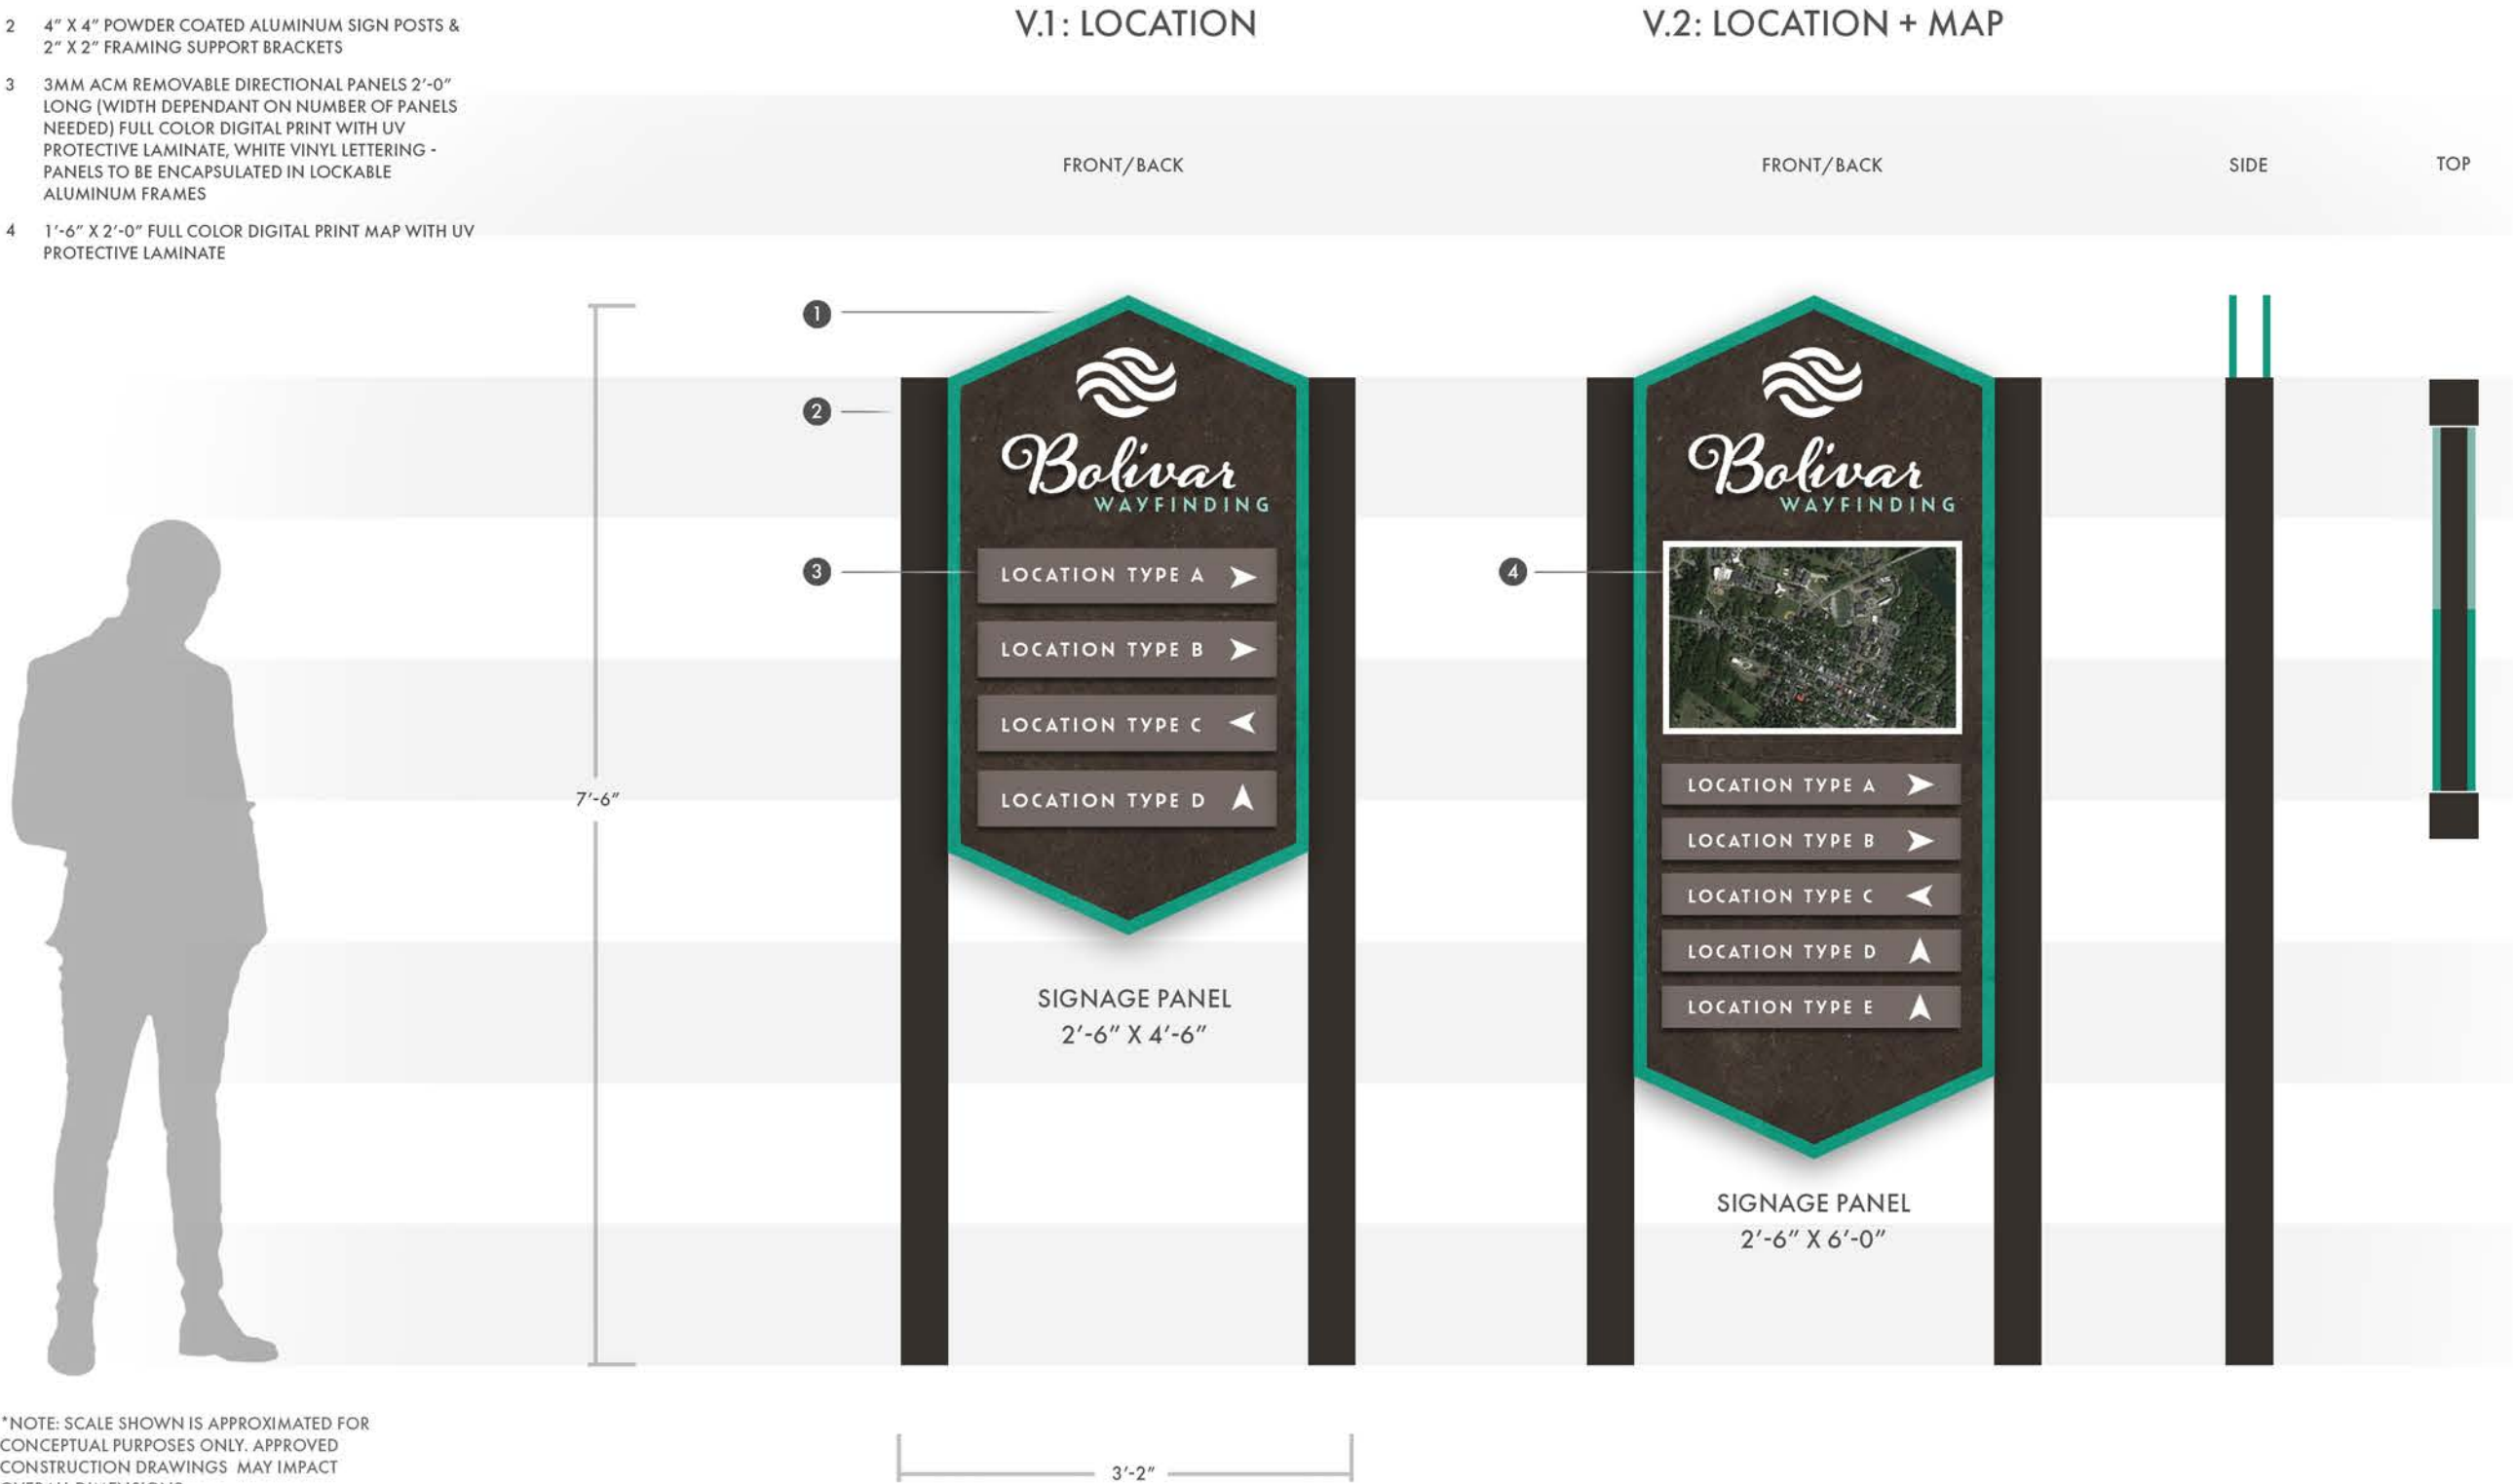 2 4" X 4" POWDER COATED ALUMINUM SIGN POSTS &
2" X 2" FRAMING SUPPORT BRACKETS
3 3MM ACM REMOVABLE DIRECTIONAL PANELS 2'-0"
LONG (WIDTH DEPENDANT ON NUMBER OF PANELS
NEEDED) FULL COLOR DIGITAL PRINT WITH UV
PROTECTIVE LAMINATE, WHITE VINYL LETTERING -
PANELS TO BE ENCAPSULATED IN LOCKABLE
ALUMINUM FRAMES
4 1'-6" X 2'-0" FULL COLOR DIGITAL PRINT MAP WITH UV
PROTECTIVE LAMINATE
V.1: LOCATION
FRONT/BACK
1
2
3
7'-6"
Bolivar
WAYFINDING
LOCATION TYPE A
LOCATION TYPE B
LOCATION TYPE C
LOCATION TYPE D
SIGNAGE PANEL
2'-6" X 4'-6"
3'-2"
V.2: LOCATION + MAP
FRONT/BACK
4
Bolivar
WAYFINDING
LOCATION TYPE A
LOCATION TYPE B
LOCATION TYPE C
LOCATION TYPE D
LOCATION TYPE E
SIGNAGE PANEL
2'-6" X 6'-0"
SIDE
TOP
*NOTE: SCALE SHOWN IS APPROXIMATED FOR
CONCEPTUAL PURPOSES ONLY. APPROVED
CONSTRUCTION DRAWINGS MAY IMPACT